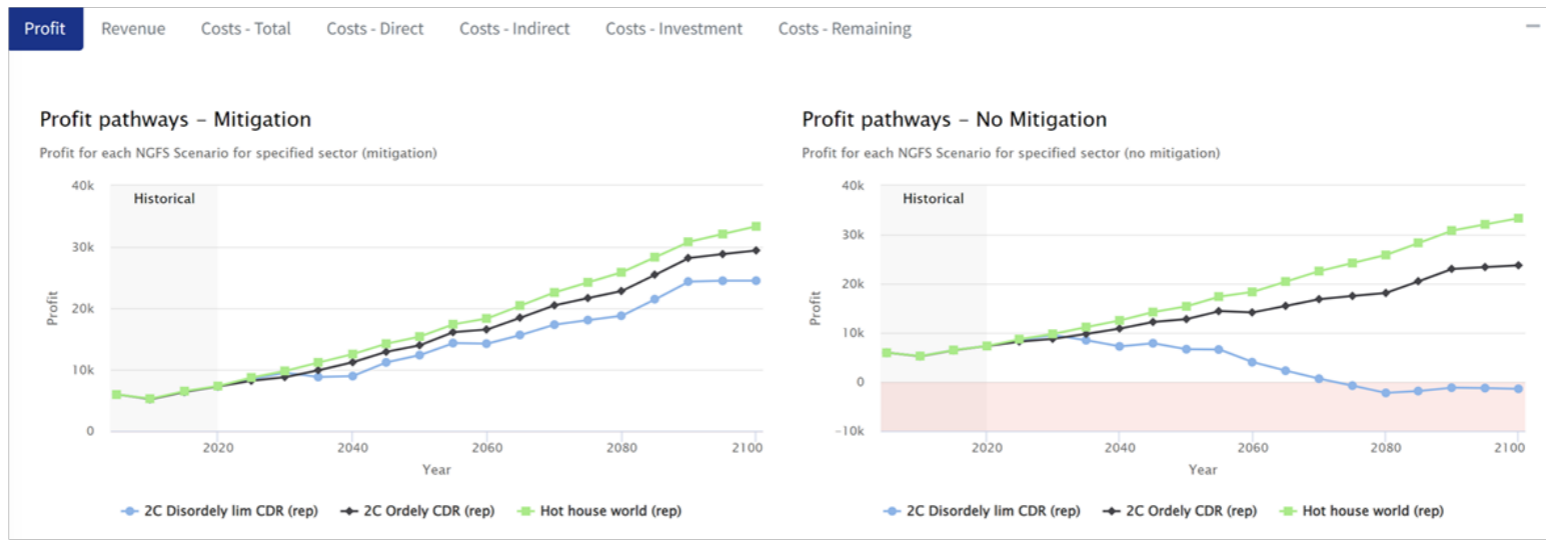 Profit Revenue Costs - Total Costs - Direct Costs - Indirect Costs - Investment Costs - Remaining
Profit pathways – Mitigation
Profit for each NGFS Scenario for specified sector (mitigation)
40k
30k
20k
10k
0
Profit
Historical
2020 2040 2060 2080 2100
Year
2C Disordely lim CDR (rep) 2C Ordely CDR (rep) Hot house world (rep)
Profit pathways – No Mitigation
Profit for each NGFS Scenario for specified sector (no mitigation)
40k
30k
20k
10k
0
-10k
Profit
Historical
2020 2040 2060 2080 2100
Year
2C Disordely lim CDR (rep) 2C Ordely CDR (rep) Hot house world (rep)